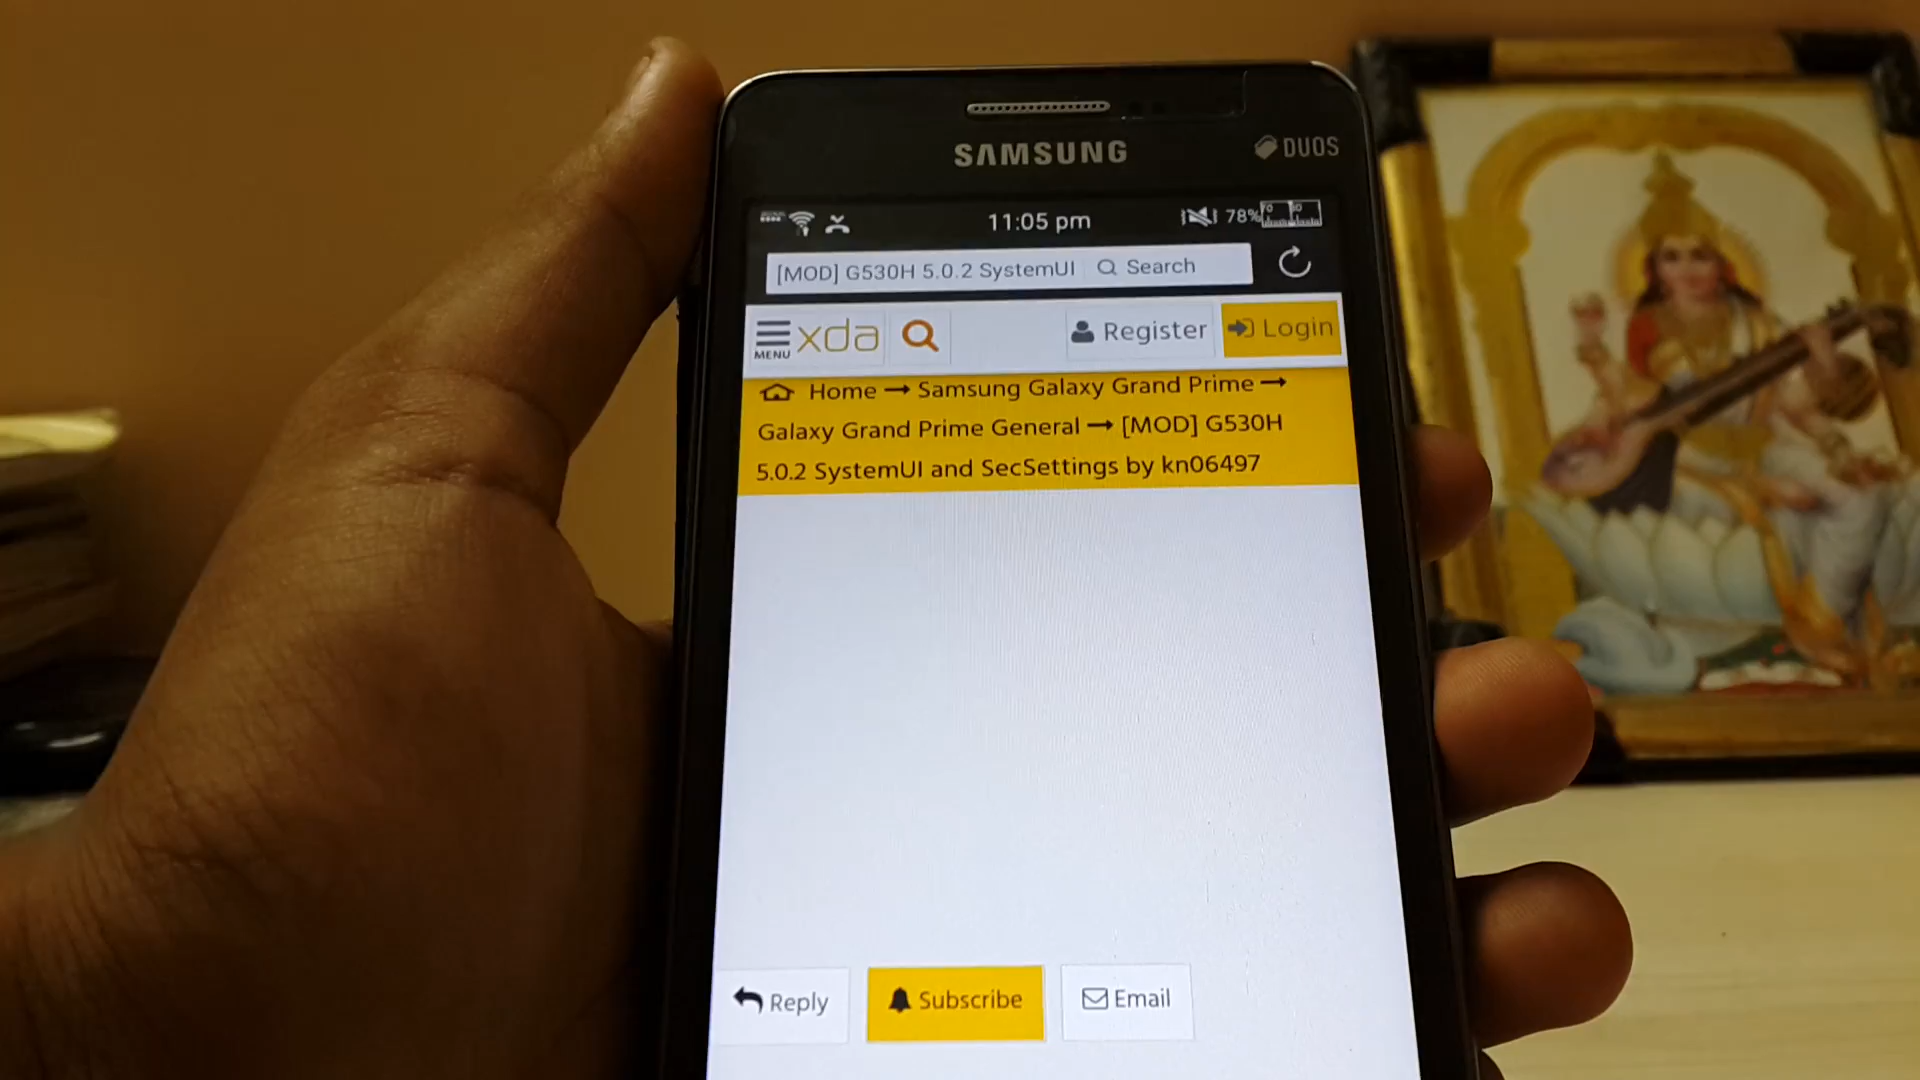 SAMSUNG
DUOS
11:05 pm
78%
[MOD] G530H 5.0.2 SystemUI
Search
MENU
xda
Register
Login
Home → Samsung Galaxy Grand Prime →
Galaxy Grand Prime General → [MOD] G530H
5.0.2 SystemUI and SecSettings by kn06497
Reply
Subscribe
Email